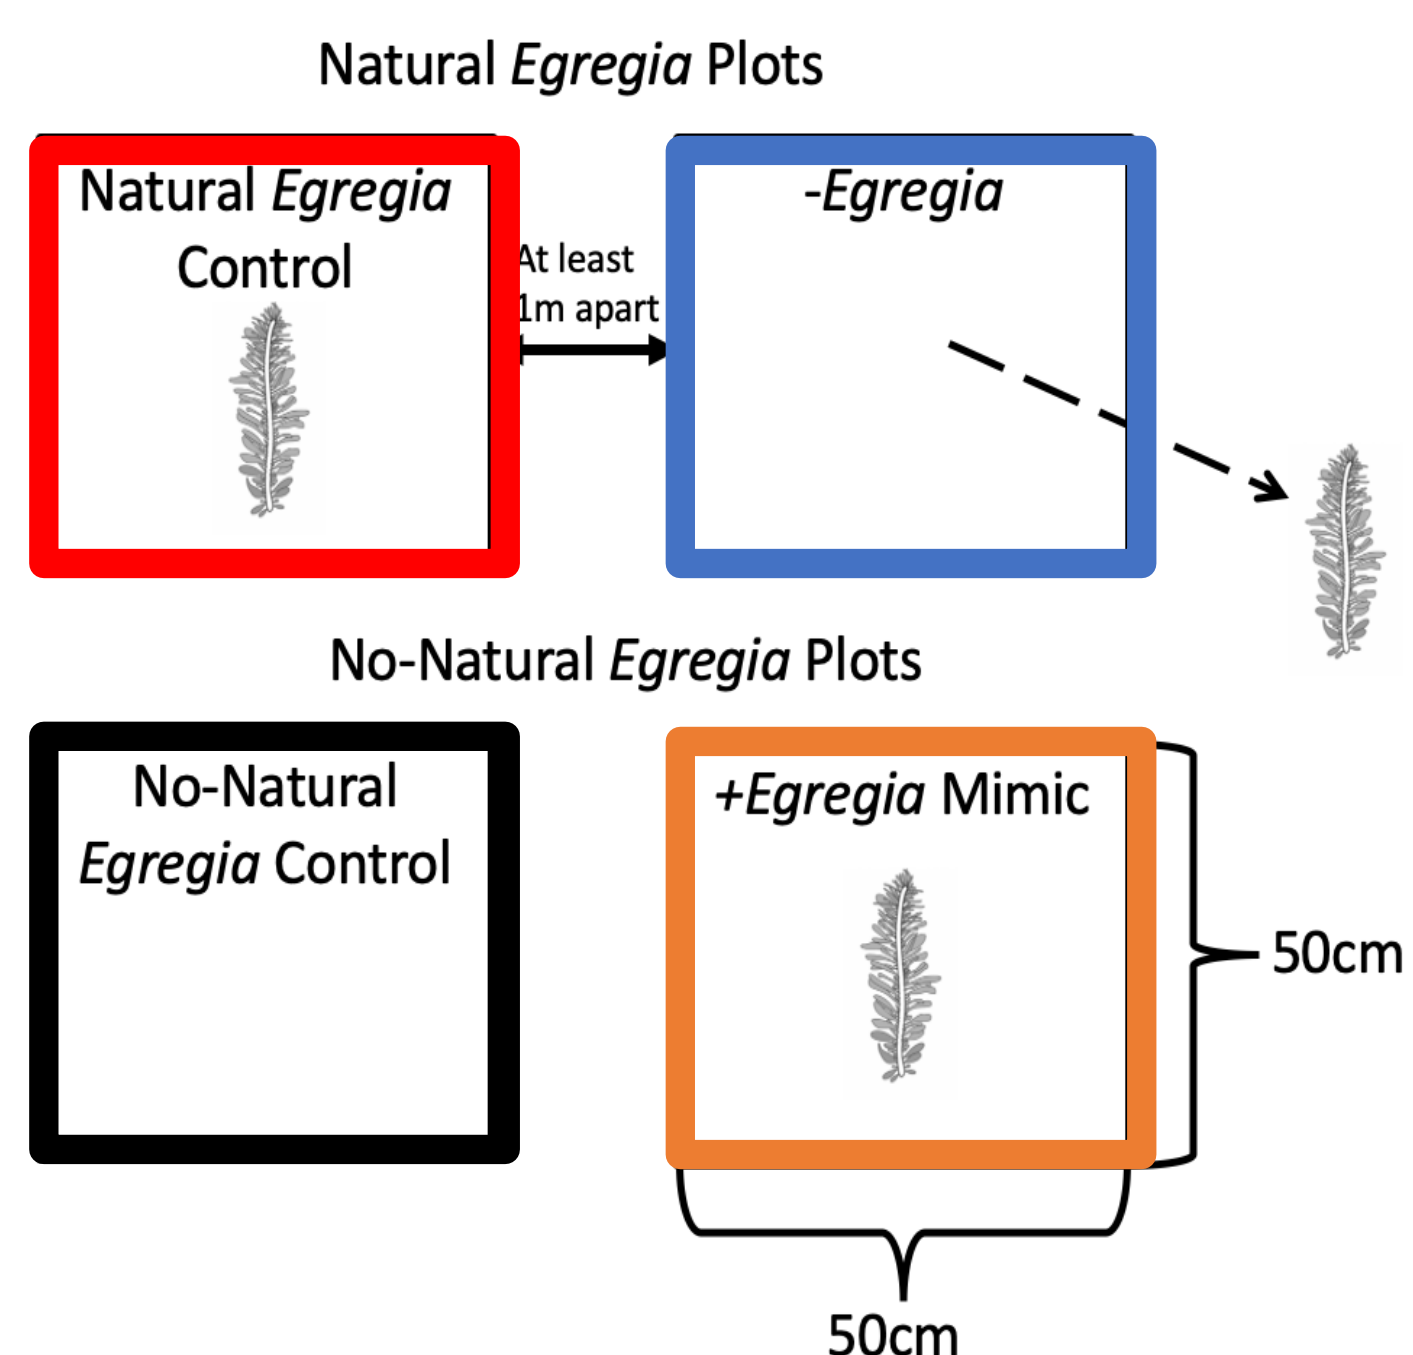 Natural Egregia Plots
Natural Egregia
Control
At least
1m apart
-Egregia
No-Natural Egregia Plots
No-Natural
Egregia Control
+Egregia Mimic
50cm
50cm